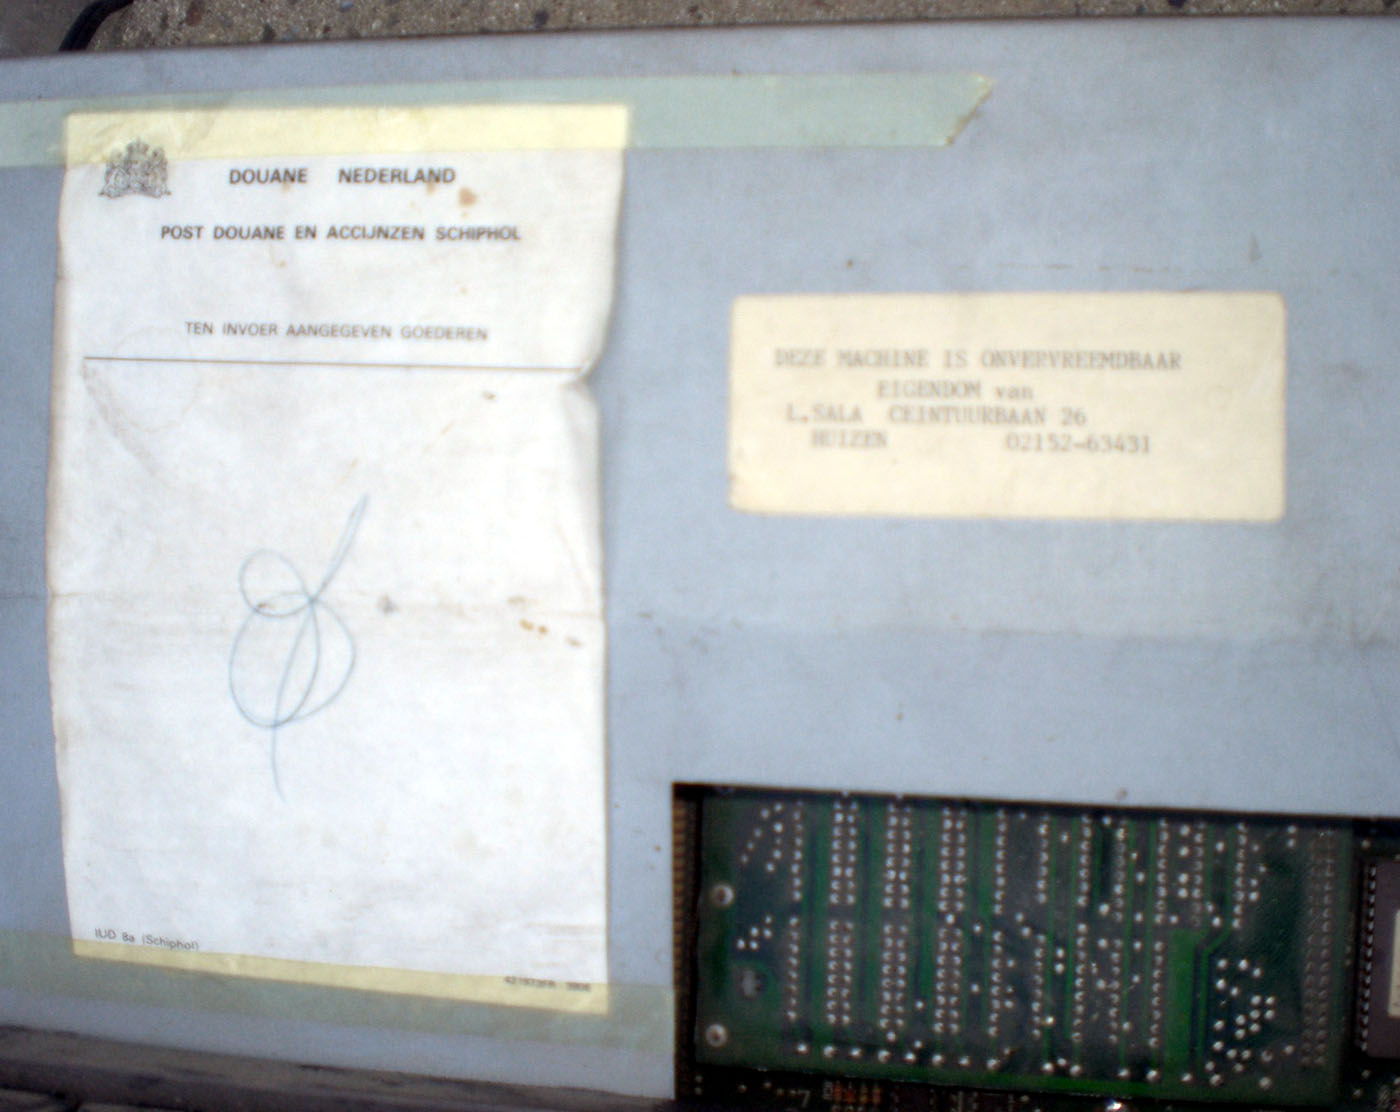 DOUANE NEDERLAND
POST DOUANE EN ACCIJNZEN SCHIPHOL
TEN INVOER AANGEGEVEN GOEDEREN
IUD 8a (Schiphol)
DEZE MACHINE IS ONVERVREEMDBAAR
EIGENDOM van
L.SALA CEINTUURBAAN 26
HUIZEN 02152-63431